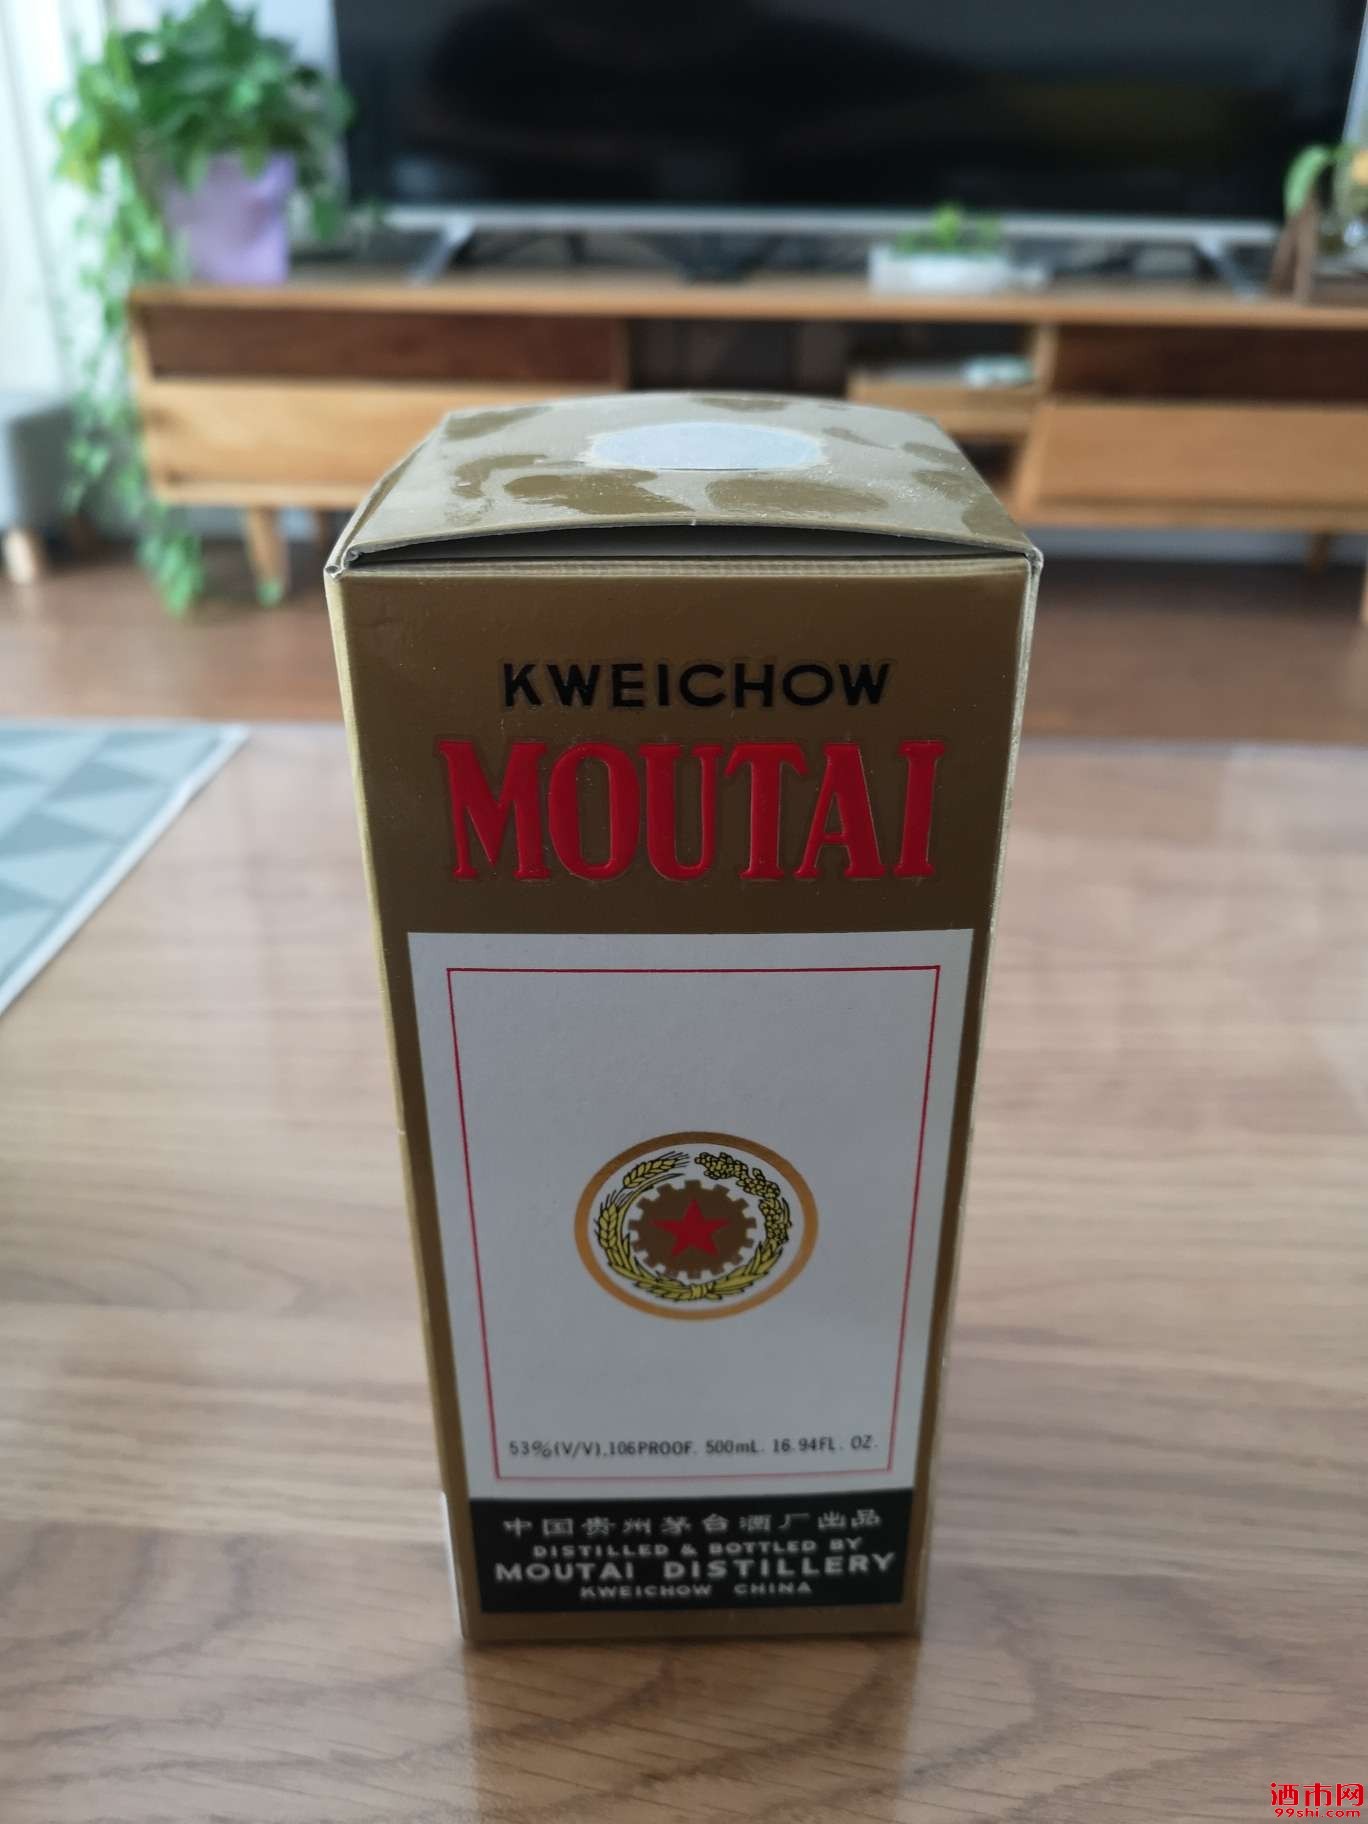 KWEICHOW
MOUTAI
53%(V/V).106PROOF. 500mL. 16.94FL. OZ.
中国贵州茅台酒厂出品
DISTILLED & BOTTLED BY
MOUTAI DISTILLERY
KWEICHOW CHINA
酒市网
99shi.com